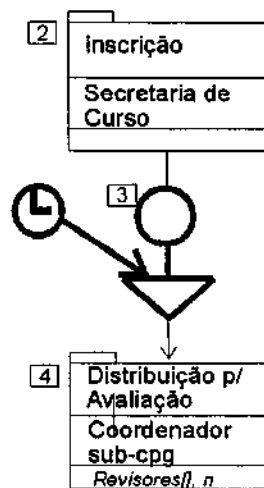 2
Inscrição
Secretaria de
Curso
3
4
Distribuição p/
Avaliação
Coordenador
sub-cpg
Revisores[], n